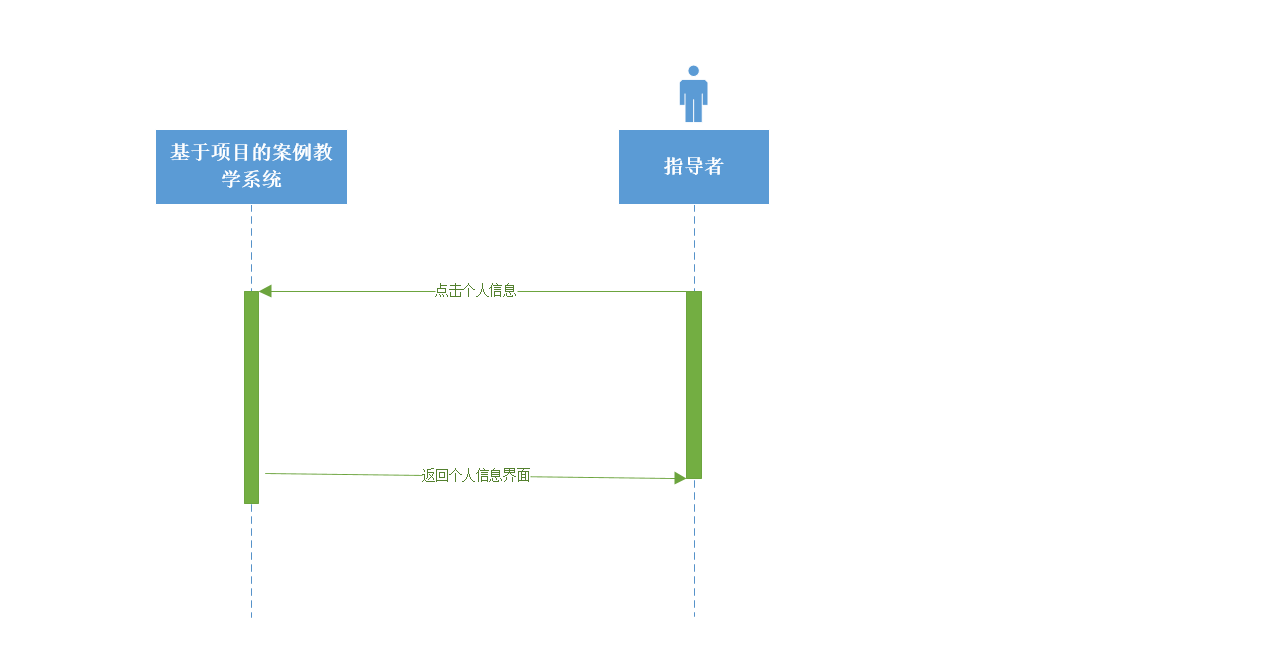 基于项目的案例教
学系统
指导者
点击个人信息
返回个人信息界面